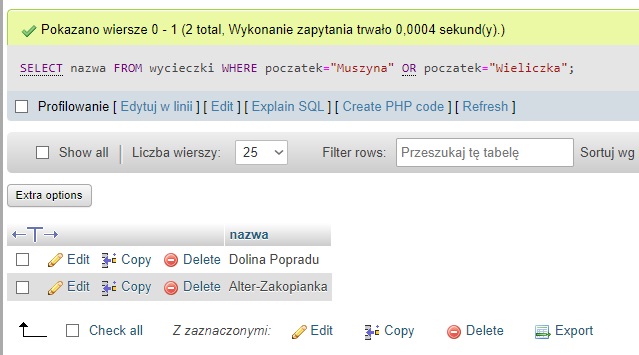 Pokazano wiersze 0 - 1 (2 total, Wykonanie zapytania trwało 0,0004 sekund(y).)
SELECT nazwa FROM wycieczki WHERE poczatek="Muszyna" OR poczatek="Wieliczka";
Profilowanie [ Edytuj w linii ] [ Edit ] [ Explain SQL ] [ Create PHP code ] [ Refresh ]
Show all Liczba wierszy: 25 Filter rows: Przeszukaj tę tabelę Sortuj wg
Extra options
nazwa
Edit Copy Delete Dolina Popradu
Edit Copy Delete Alter-Zakopianka
Check all Z zaznaczonymi: Edit Copy Delete Export